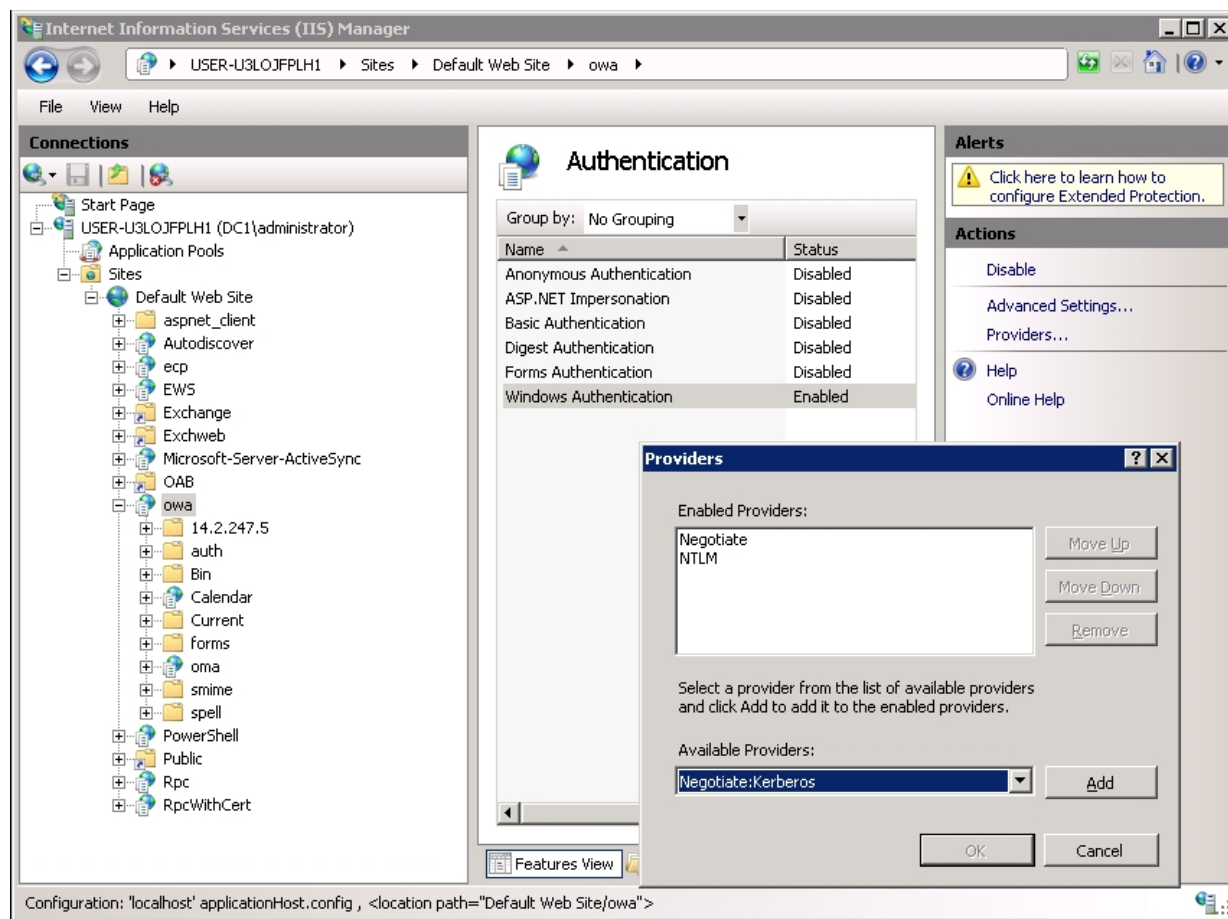 Internet Information Services (IIS) Manager
USER-U3LOJFPLH1 Sites Default Web Site owa
File View Help
Connections
Start Page
USER-U3LOJFPLH1 (DC1\administrator)
Application Pools
Sites
Default Web Site
aspnet_client
Autodiscover
ecp
EWS
Exchange
Exchweb
Microsoft-Server-ActiveSync
OAB
owa
14.2.247.5
auth
Bin
Calendar
Current
forms
oma
smime
spell
PowerShell
Public
Rpc
RpcWithCert
Authentication
Group by: No Grouping
Name Status
Anonymous Authentication Disabled
ASP.NET Impersonation Disabled
Basic Authentication Disabled
Digest Authentication Disabled
Forms Authentication Disabled
Windows Authentication Enabled
Features View
Alerts
Click here to learn how to
configure Extended Protection.
Actions
Disable
Advanced Settings...
Providers...
Help
Online Help
Providers
Enabled Providers:
Negotiate
NTLM
Move Up
Move Down
Remove
Select a provider from the list of available providers
and click Add to add it to the enabled providers.
Available Providers:
Negotiate:Kerberos
Add
OK Cancel
Configuration: 'localhost' applicationHost.config , <location path="Default Web Site/owa">